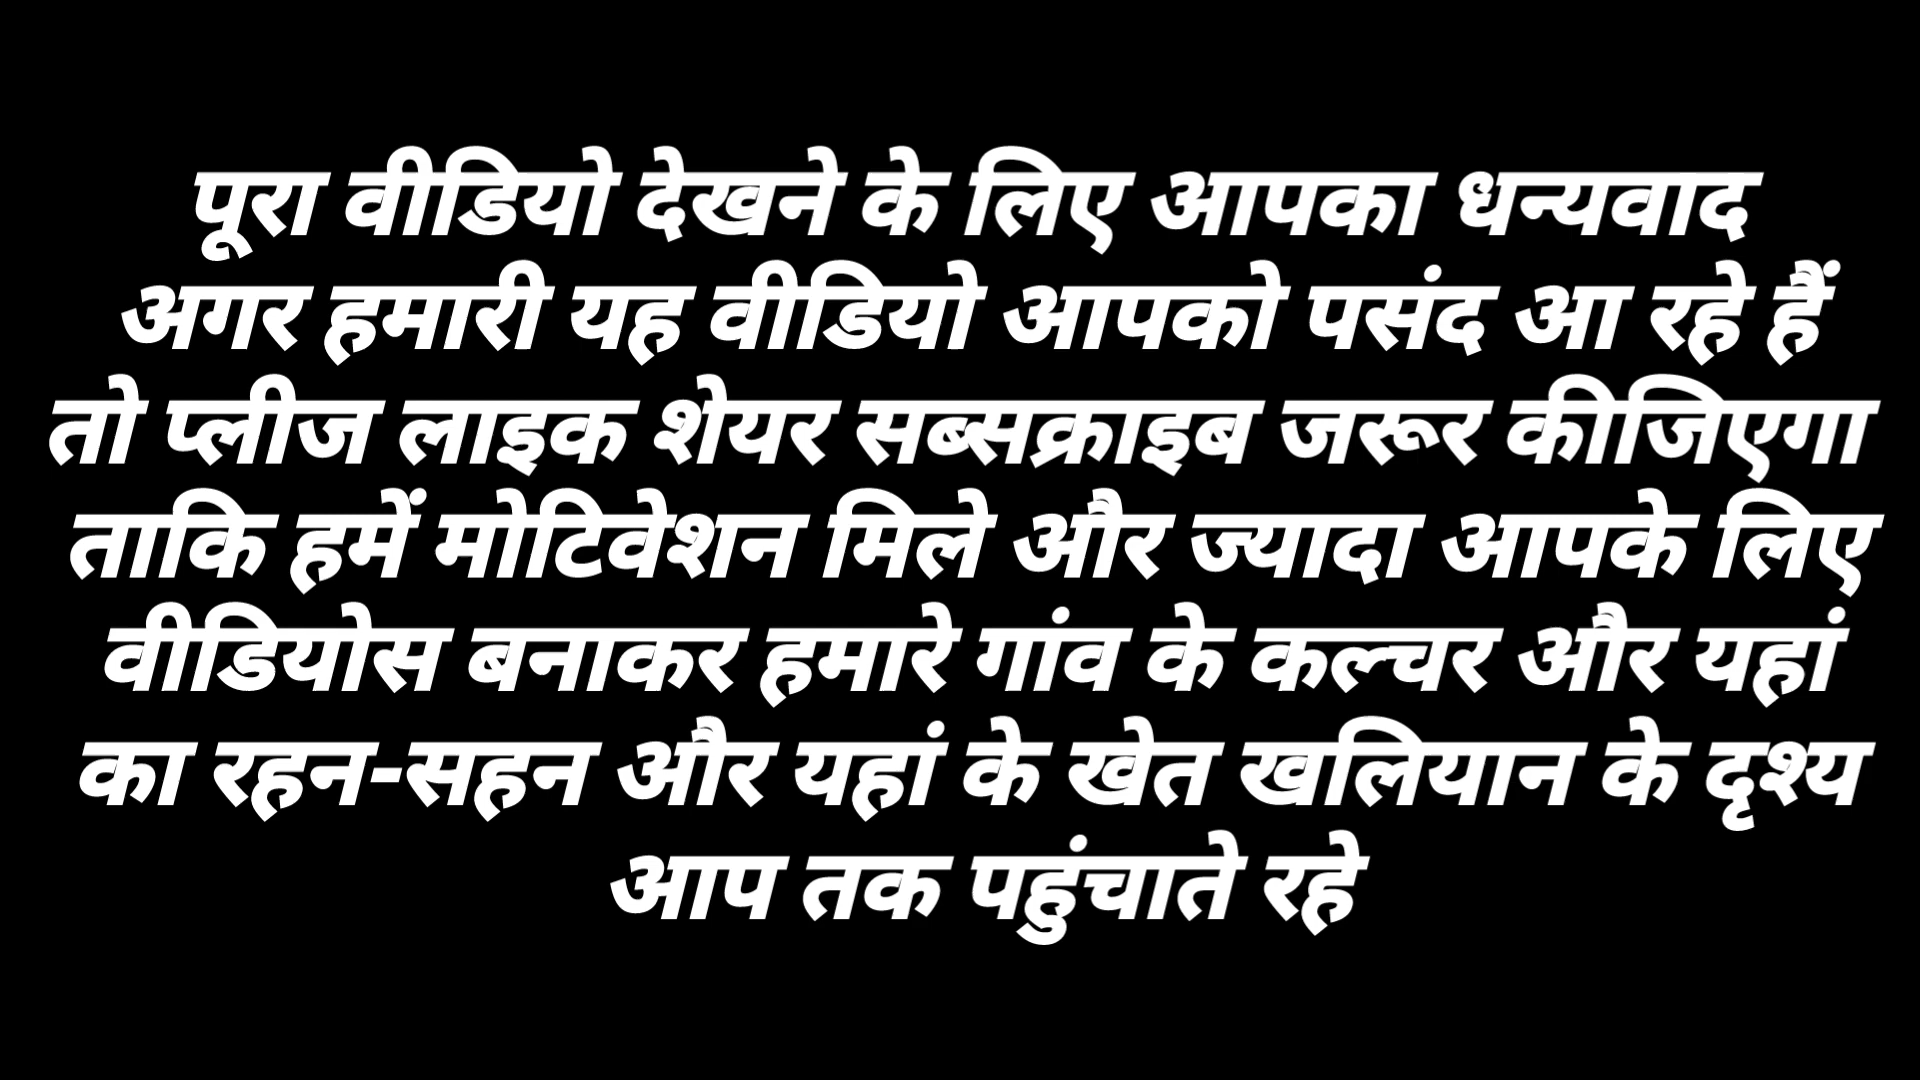 पूरा वीडियो देखने के लिए आपका धन्यवाद
अगर हमारी यह वीडियो आपको पसंद आ रहे हैं
तो प्लीज लाइक शेयर सब्सक्राइब जरूर कीजिएगा
ताकि हमें मोटिवेशन मिले और ज्यादा आपके लिए
वीडियोस बनाकर हमारे गांव के कल्चर और यहां
का रहन-सहन और यहां के खेत खलियान के दृश्य
आप तक पहुंचाते रहे